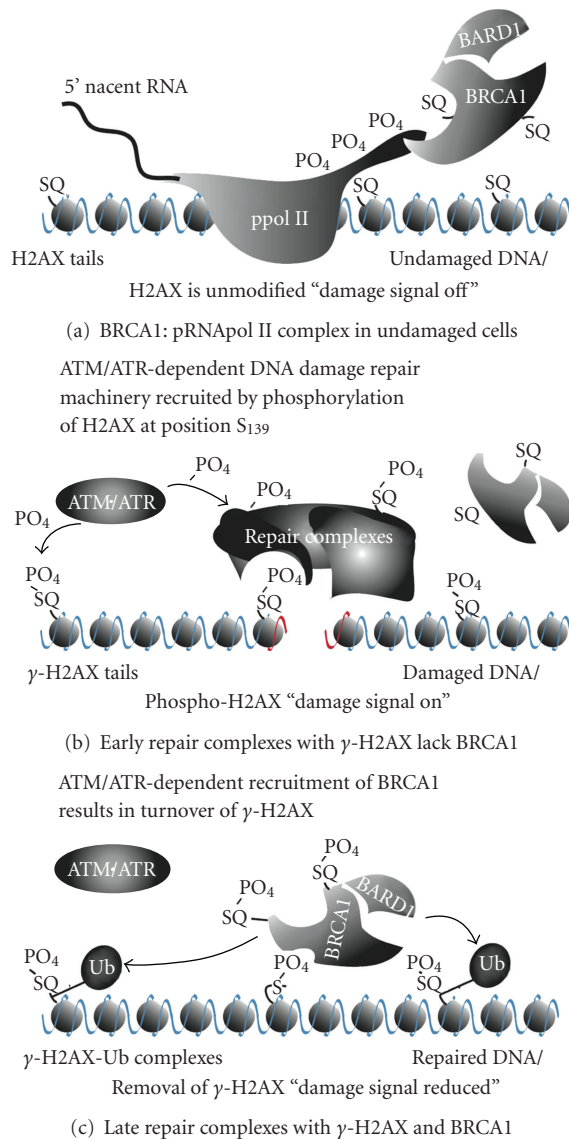 BARD1
5' nacent RNA
BRCA1
SQ
PO4
PO4
SQ
PO4
SQ
SQ
SQ
ppol II
H2AX tails
Undamaged DNA/
H2AX is unmodified “damage signal off”
(a) BRCA1: pRNApol II complex in undamaged cells
ATM/ATR-dependent DNA damage repair
machinery recruited by phosphorylation
of H2AX at position S139
PO4
PO4
SQ
ATM/ATR
PO4
SQ
PO4
Repair complexes
SQ
PO4
PO4
PO4
SQ
SQ
SQ
γ-H2AX tails
Damaged DNA/
Phospho-H2AX “damage signal on”
(b) Early repair complexes with γ-H2AX lack BRCA1
ATM/ATR-dependent recruitment of BRCA1
results in turnover of γ-H2AX
PO4
ATM/ATR
SQ
PO4
BARD1
SQ
BRCA1
PO4
Ub
PO4
PO4
Ub
SQ
S
SQ
γ-H2AX-Ub complexes
Repaired DNA/
Removal of γ-H2AX “damage signal reduced”
(c) Late repair complexes with γ-H2AX and BRCA1